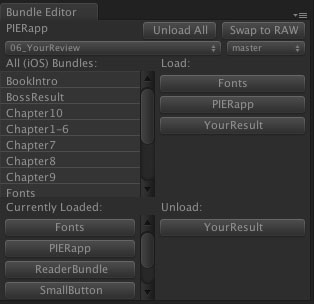 Bundle Editor
PIERapp
Unload All
Swap to RAW
06_YourReview
master
All (iOS) Bundles:
BookIntro
BossResult
Chapter10
Chapter1-6
Chapter7
Chapter8
Chapter9
Fonts
Load:
Fonts
PIERapp
YourResult
Currently Loaded:
Fonts
PIERapp
ReaderBundle
SmallButton
Unload:
YourResult